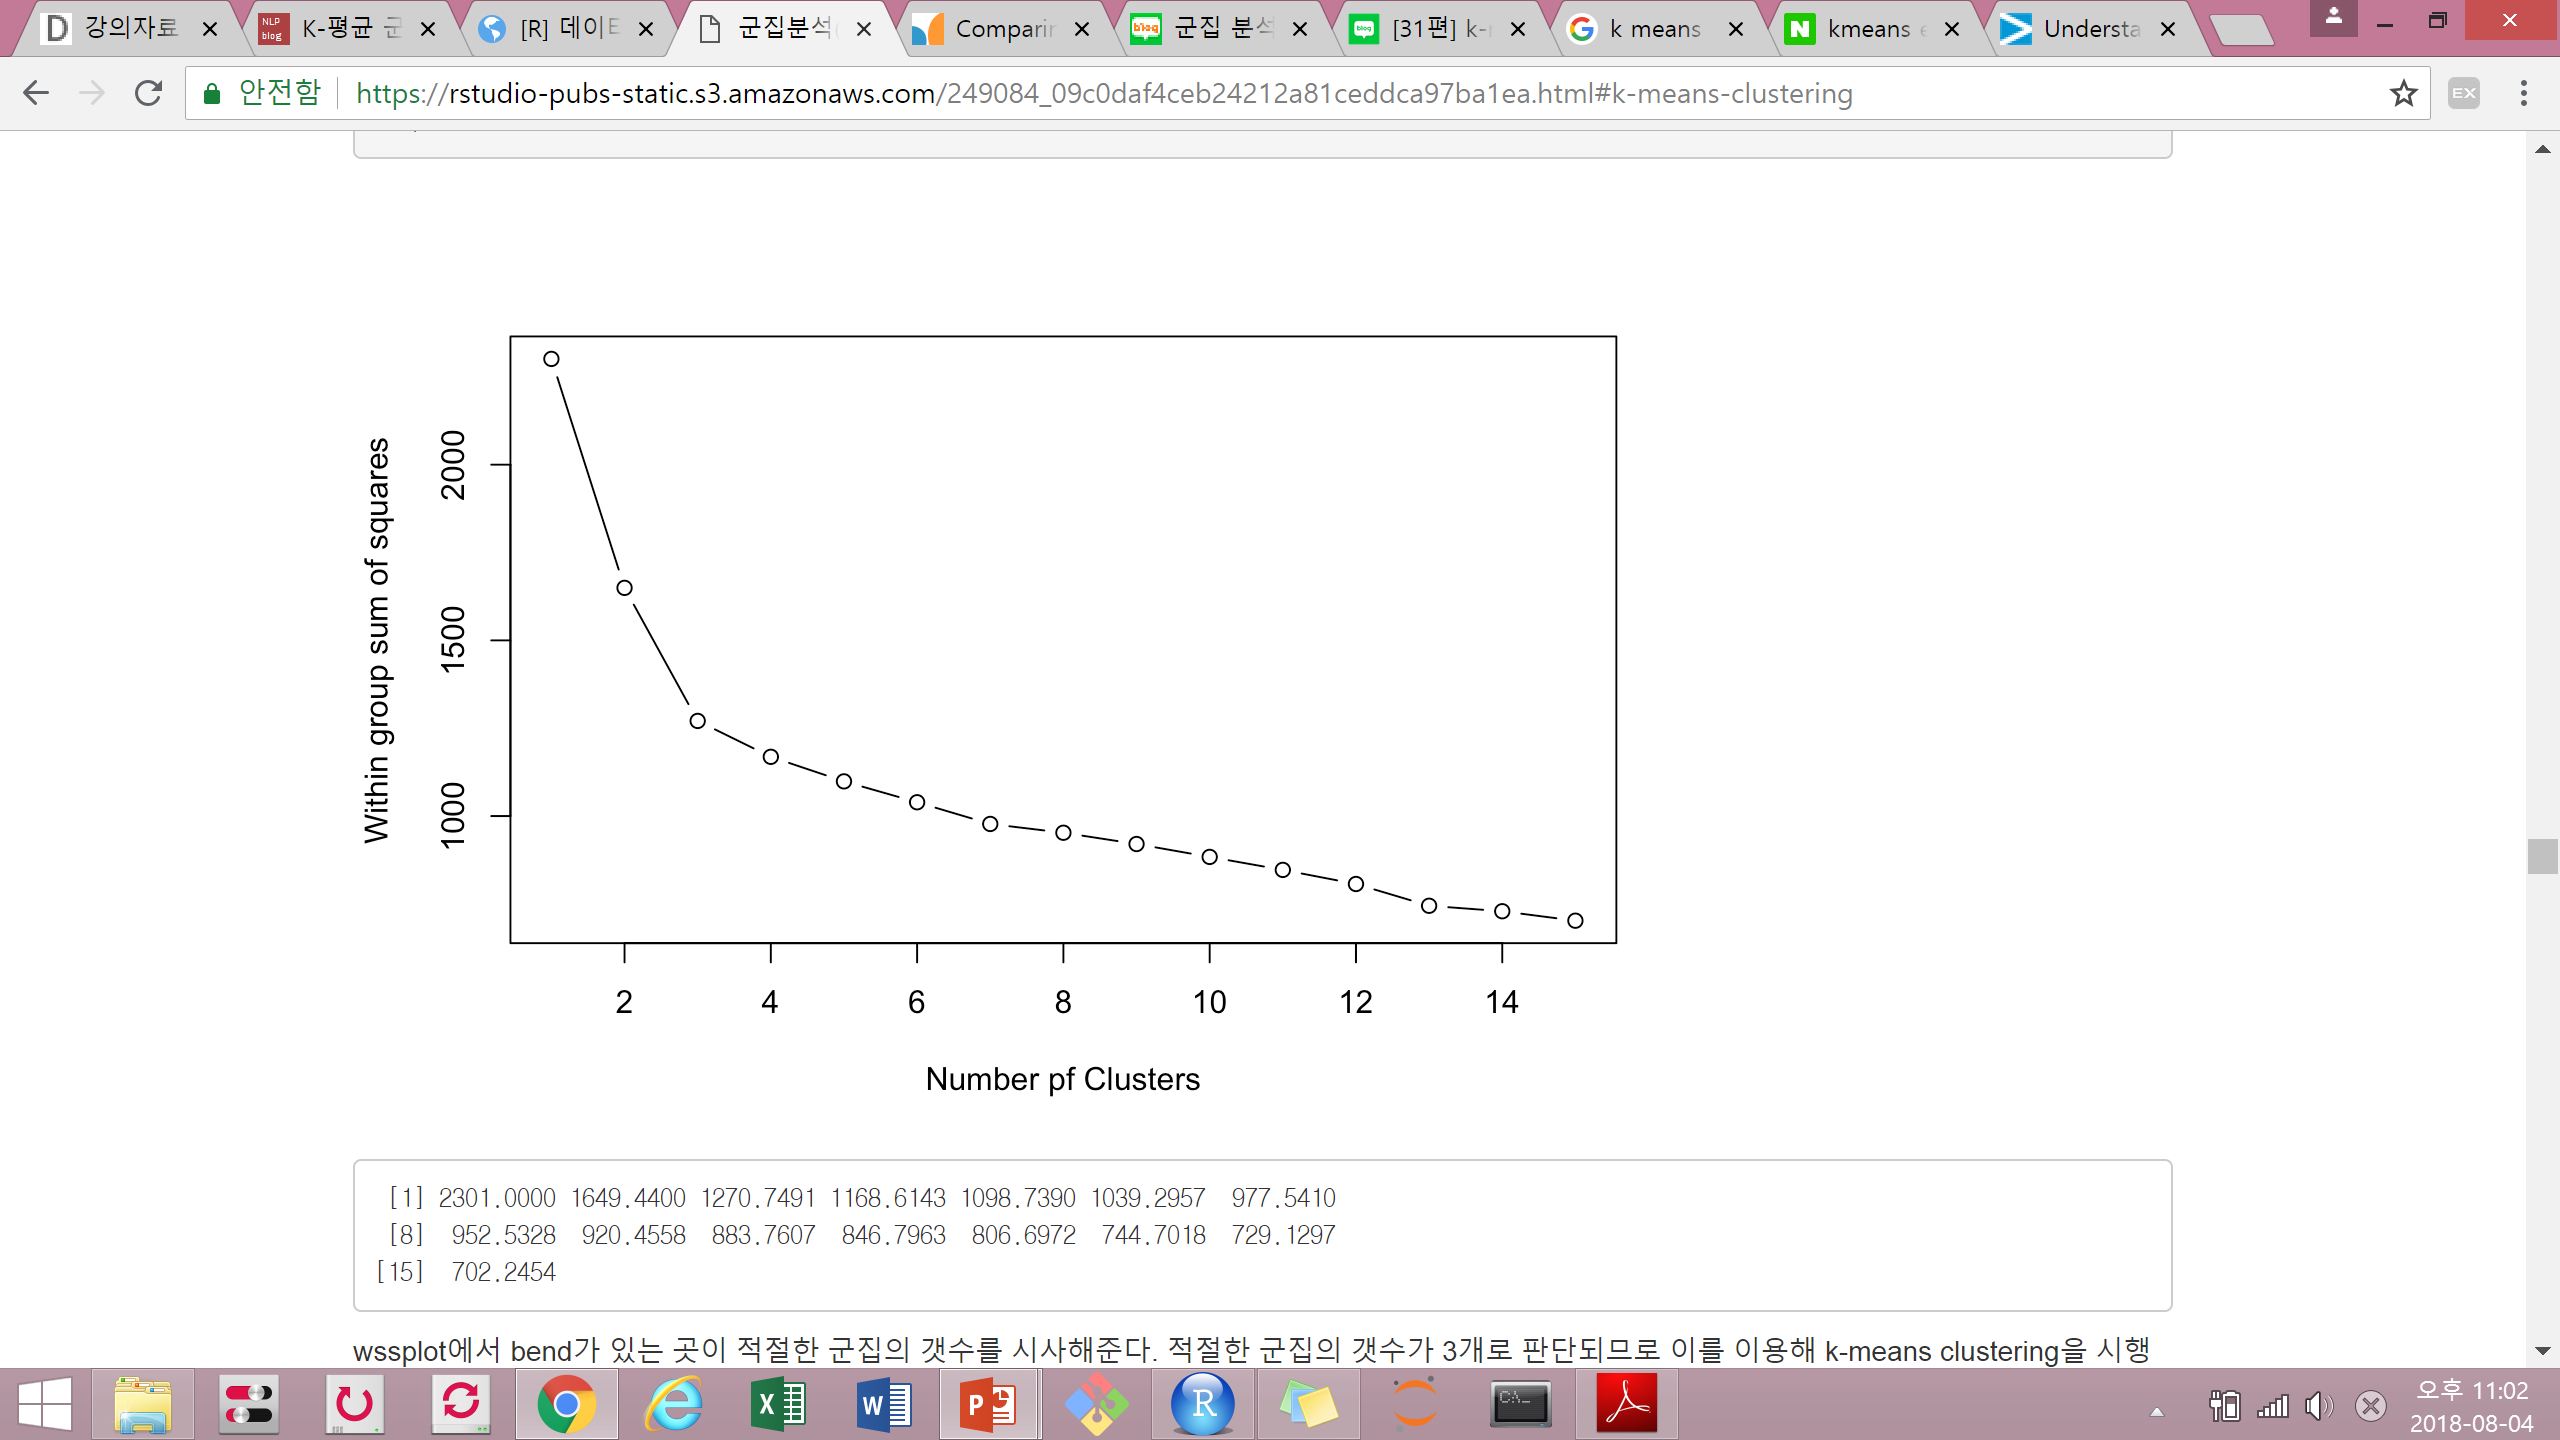 강의자료
K-평균
[R] 데이
군집분석
Comparin
군집 분석
[31편] k-
k means
kmeans
Understa
NLP
blog
blog
blog
안전함
https://rstudio-pubs-static.s3.amazonaws.com/249084_09c0daf4ceb24212a81ceddca97ba1ea.html#k-means-clustering
EX
Within group sum of squares
2000
1500
1000
2 4 6 8 10 12 14
Number pf Clusters
[1] 2301.0000 1649.4400 1270.7491 1168.6143 1098.7390 1039.2957 977.5410
[8] 952.5328 920.4558 883.7607 846.7963 806.6972 744.7018 729.1297
[15] 702.2454
wssplot에서 bend가 있는 곳이 적절한 군집의 갯수를 시사해준다. 적절한 군집의 갯수가 3개로 판단되므로 이를 이용해 k-means clustering을 시행
오후 11:02
2018-08-04